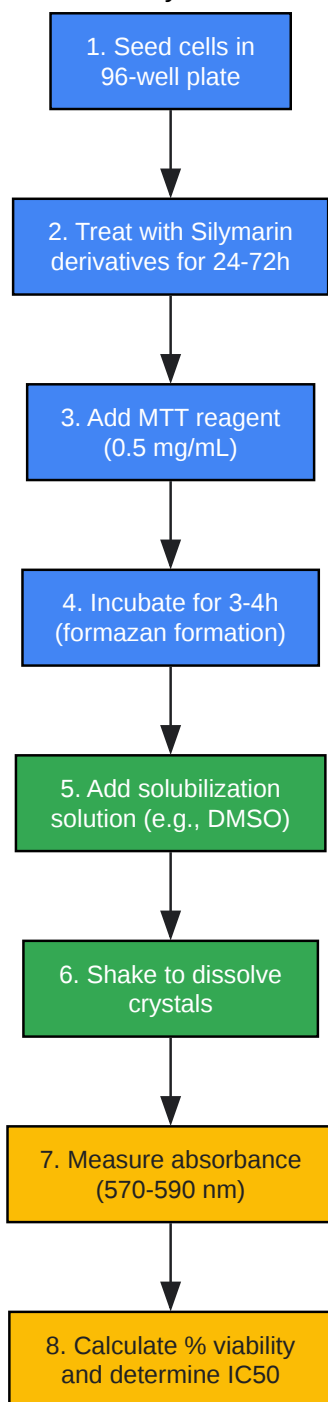 1. Seed cells in
96-well plate
2. Treat with Silymarin
derivatives for 24-72h
3. Add MTT reagent
(0.5 mg/mL)
4. Incubate for 3-4h
(formazan formation)
5. Add solubilization
solution (e.g., DMSO)
6. Shake to dissolve
crystals
7. Measure absorbance
(570-590 nm)
8. Calculate % viability
and determine IC50